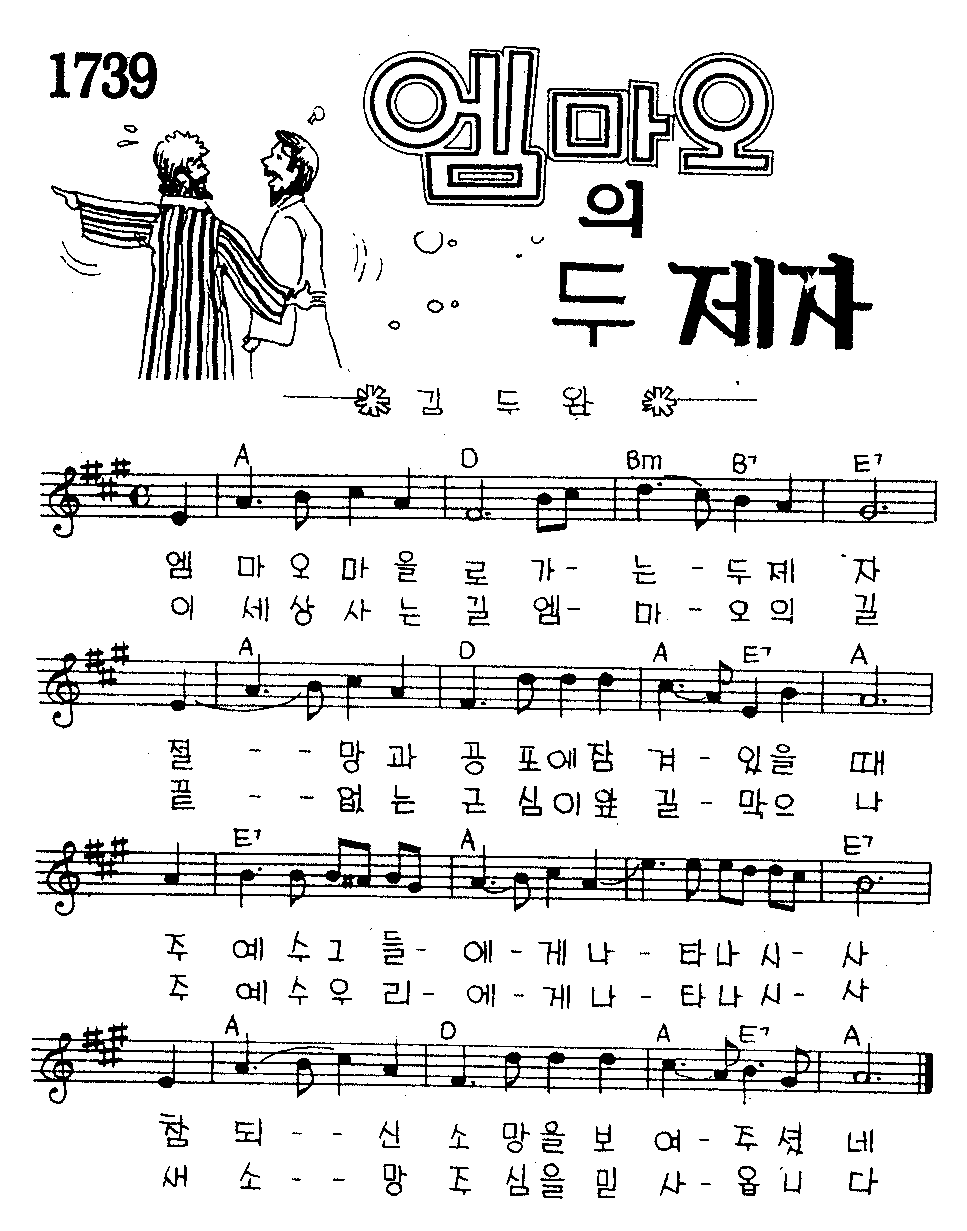 1739
엠마오
의
두 제자
김 두 완
A D Bm B7 E7
엠 마 오 마 을 로 가 - 는 - 두 제 자
이 세 상 사 는 길 엠 - 마 - 오 의 길
A D A E7 A
절 - - 망 과 공 포 에 잠 겨 - 있 을 때
끝 - - 없 는 근 심 이 앞 길 - 막 으 나
E7 A E7
주 예 수 그 들 - 에 - 게 나 - 타 나 시 - 사
주 예 수 우 리 - 에 - 게 나 - 타 나 시 - 사
A D A E7 A
참 되 - - 신 소 망 을 보 여 - 주 셨 네
새 소 - - 망 주 심 을 믿 사 - 옵 니 다